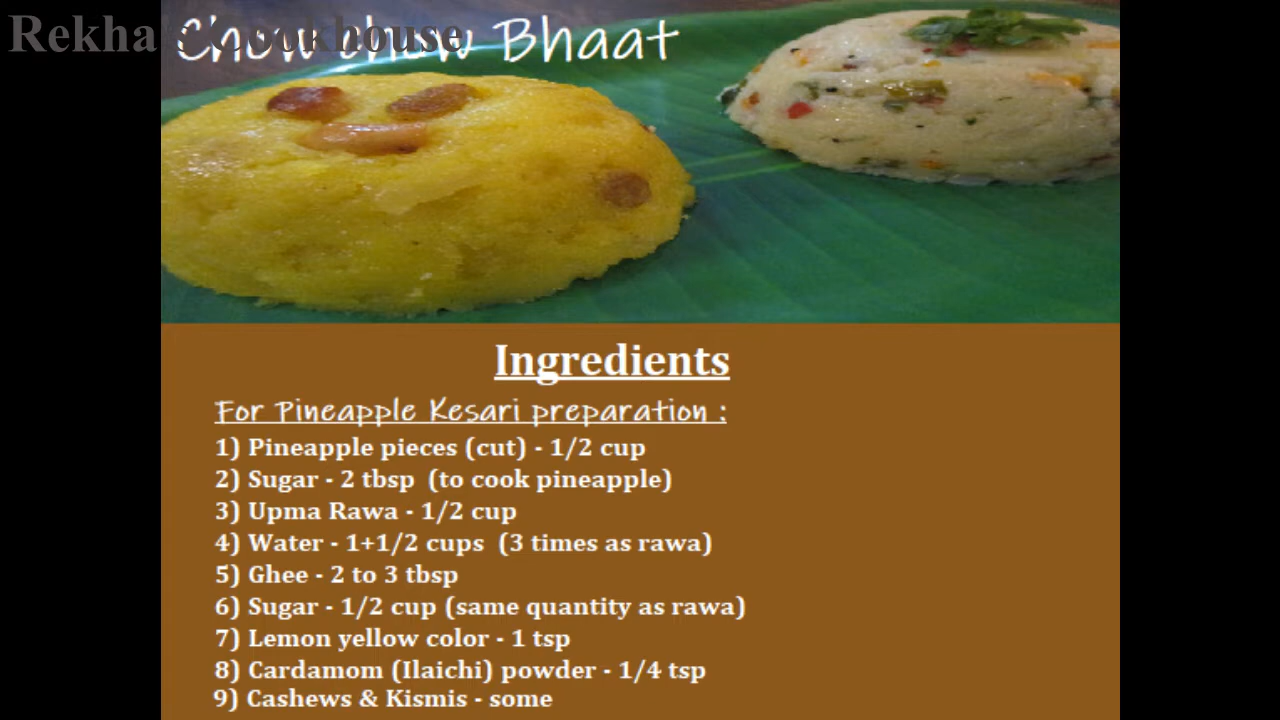 Rekha's Cookhouse
Chow chow Bhaat
Ingredients
For Pineapple Kesari preparation :
1) Pineapple pieces (cut) - 1/2 cup
2) Sugar - 2 tbsp (to cook pineapple)
3) Upma Rawa - 1/2 cup
4) Water - 1+1/2 cups (3 times as rawa)
5) Ghee - 2 to 3 tbsp
6) Sugar - 1/2 cup (same quantity as rawa)
7) Lemon yellow color - 1 tsp
8) Cardamom (Ilaichi) powder - 1/4 tsp
9) Cashews & Kismis - some